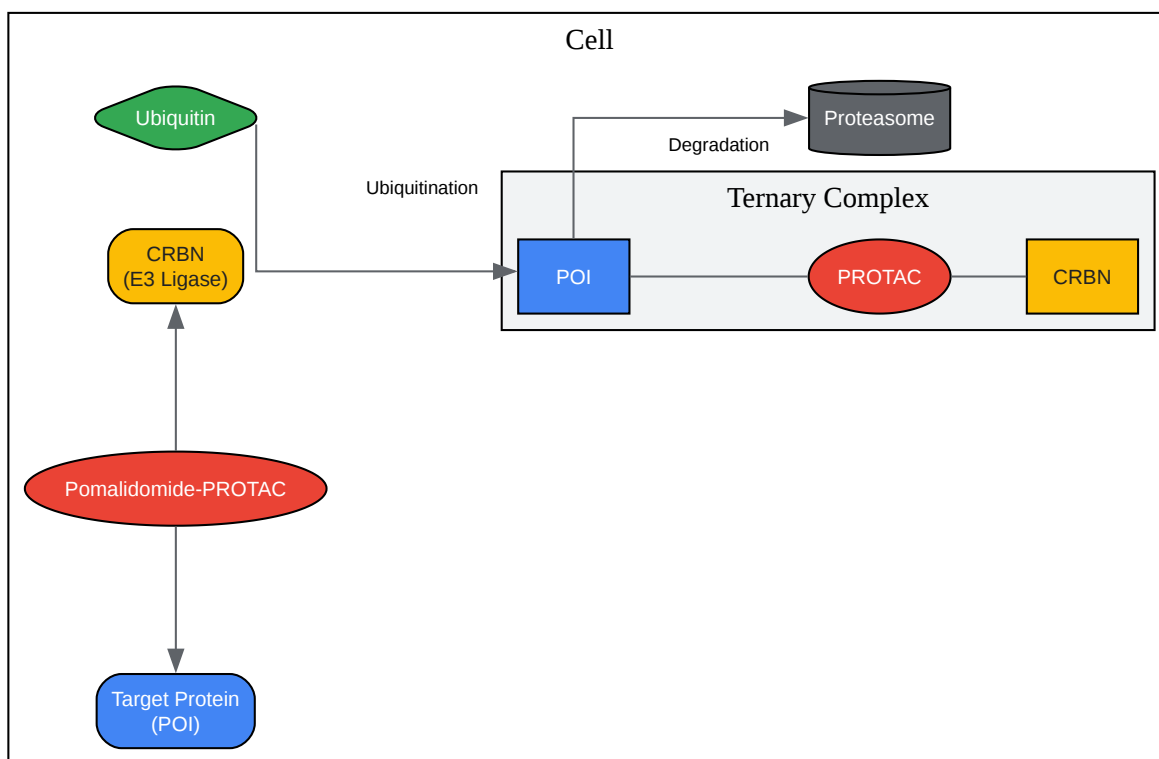 Cell
Ubiquitin
Proteasome
Degradation
Ubiquitination
Ternary Complex
CRBN
(E3 Ligase)
POI
PROTAC
CRBN
Pomalidomide-PROTAC
Target Protein
(POI)